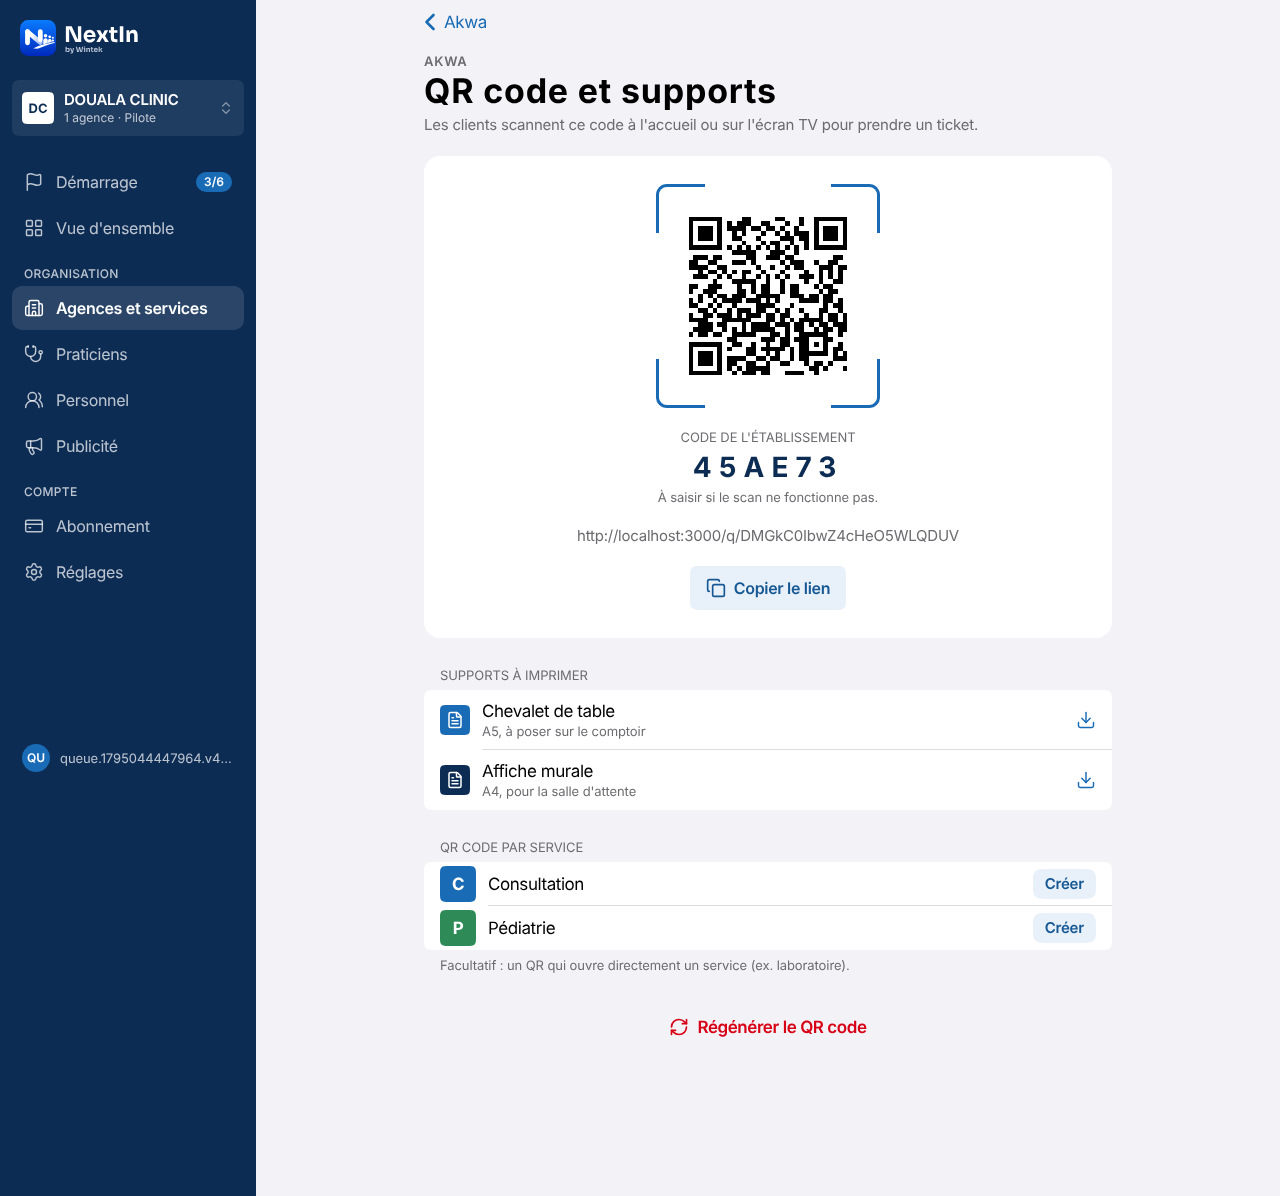 NextIn
by Wintek
DC
DOUALA CLINIC
1 agence · Pilote
Démarrage
3/6
Vue d'ensemble
ORGANISATION
Agences et services
Praticiens
Personnel
Publicité
COMPTE
Abonnement
Réglages
QU
queue.1795044447964.v4...
Akwa
AKWA
QR code et supports
Les clients scannent ce code à l'accueil ou sur l'écran TV pour prendre un ticket.
CODE DE L'ÉTABLISSEMENT
45AE73
À saisir si le scan ne fonctionne pas.
http://localhost:3000/q/DMGkC0IbwZ4cHeO5WLQDUV
Copier le lien
SUPPORTS À IMPRIMER
Chevalet de table
A5, à poser sur le comptoir
Affiche murale
A4, pour la salle d'attente
QR CODE PAR SERVICE
C
Consultation
Créer
P
Pédiatrie
Créer
Facultatif : un QR qui ouvre directement un service (ex. laboratoire).
Régénérer le QR code